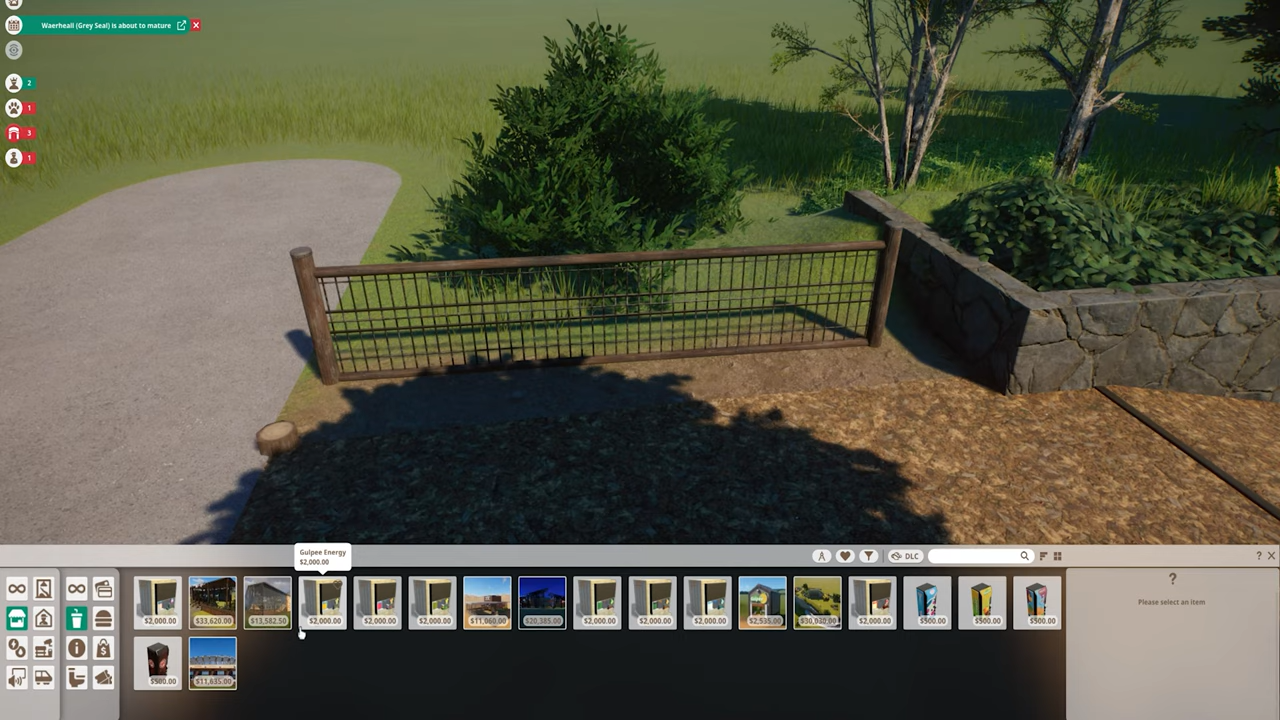 Waerheall (Grey Seal) is about to mature
2
1
3
1
Gulpee Energy
$2,000.00
DLC
?
?
Please select an item
$2,000.00 $33,620.00 $13,582.50 $2,000.00 $2,000.00 $2,000.00 $11,060.00 $20,385.00 $2,000.00 $2,000.00 $2,000.00 $2,535.00 $30,030.00 $2,000.00 $500.00 $500.00 $500.00
$500.00 $11,635.00